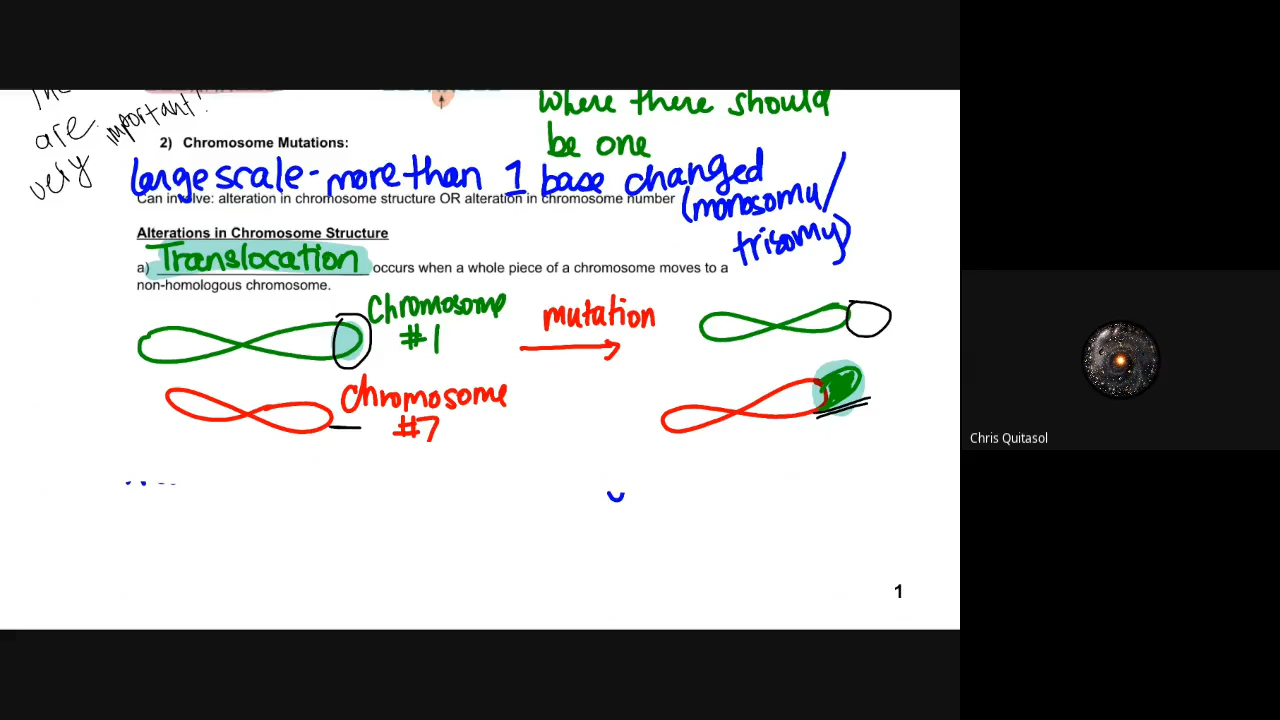 are
important!
very
where there should
be one
2) Chromosome Mutations:
large scale - more than 1 base changed
Can involve: alteration in chromosome structure OR alteration in chromosome number
(monosomy/
trisomy)
Alterations in Chromosome Structure
a) Translocation occurs when a whole piece of a chromosome moves to a
non-homologous chromosome.
Chromosome
#1
mutation
Chromosome
#7
1
Chris Quitasol